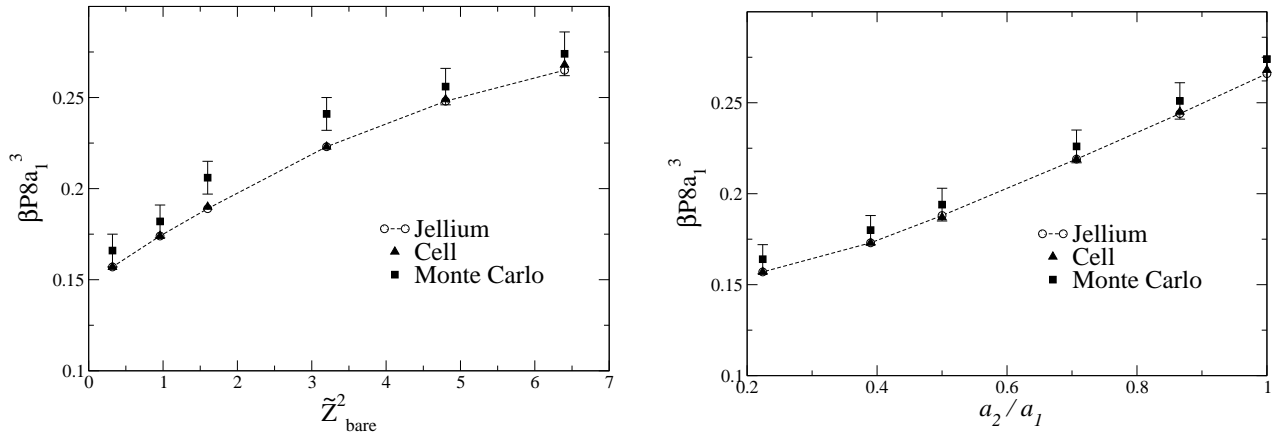 βP8a₁³
0.25
0.2
0.15
0.1
0 1 2 3 4 5 6 7
Z̃²bare
Jellium
Cell
Monte Carlo
βP8a₁³
0.25
0.2
0.15
0.1
0.2 0.4 0.6 0.8 1
a₂/a₁
Jellium
Cell
Monte Carlo